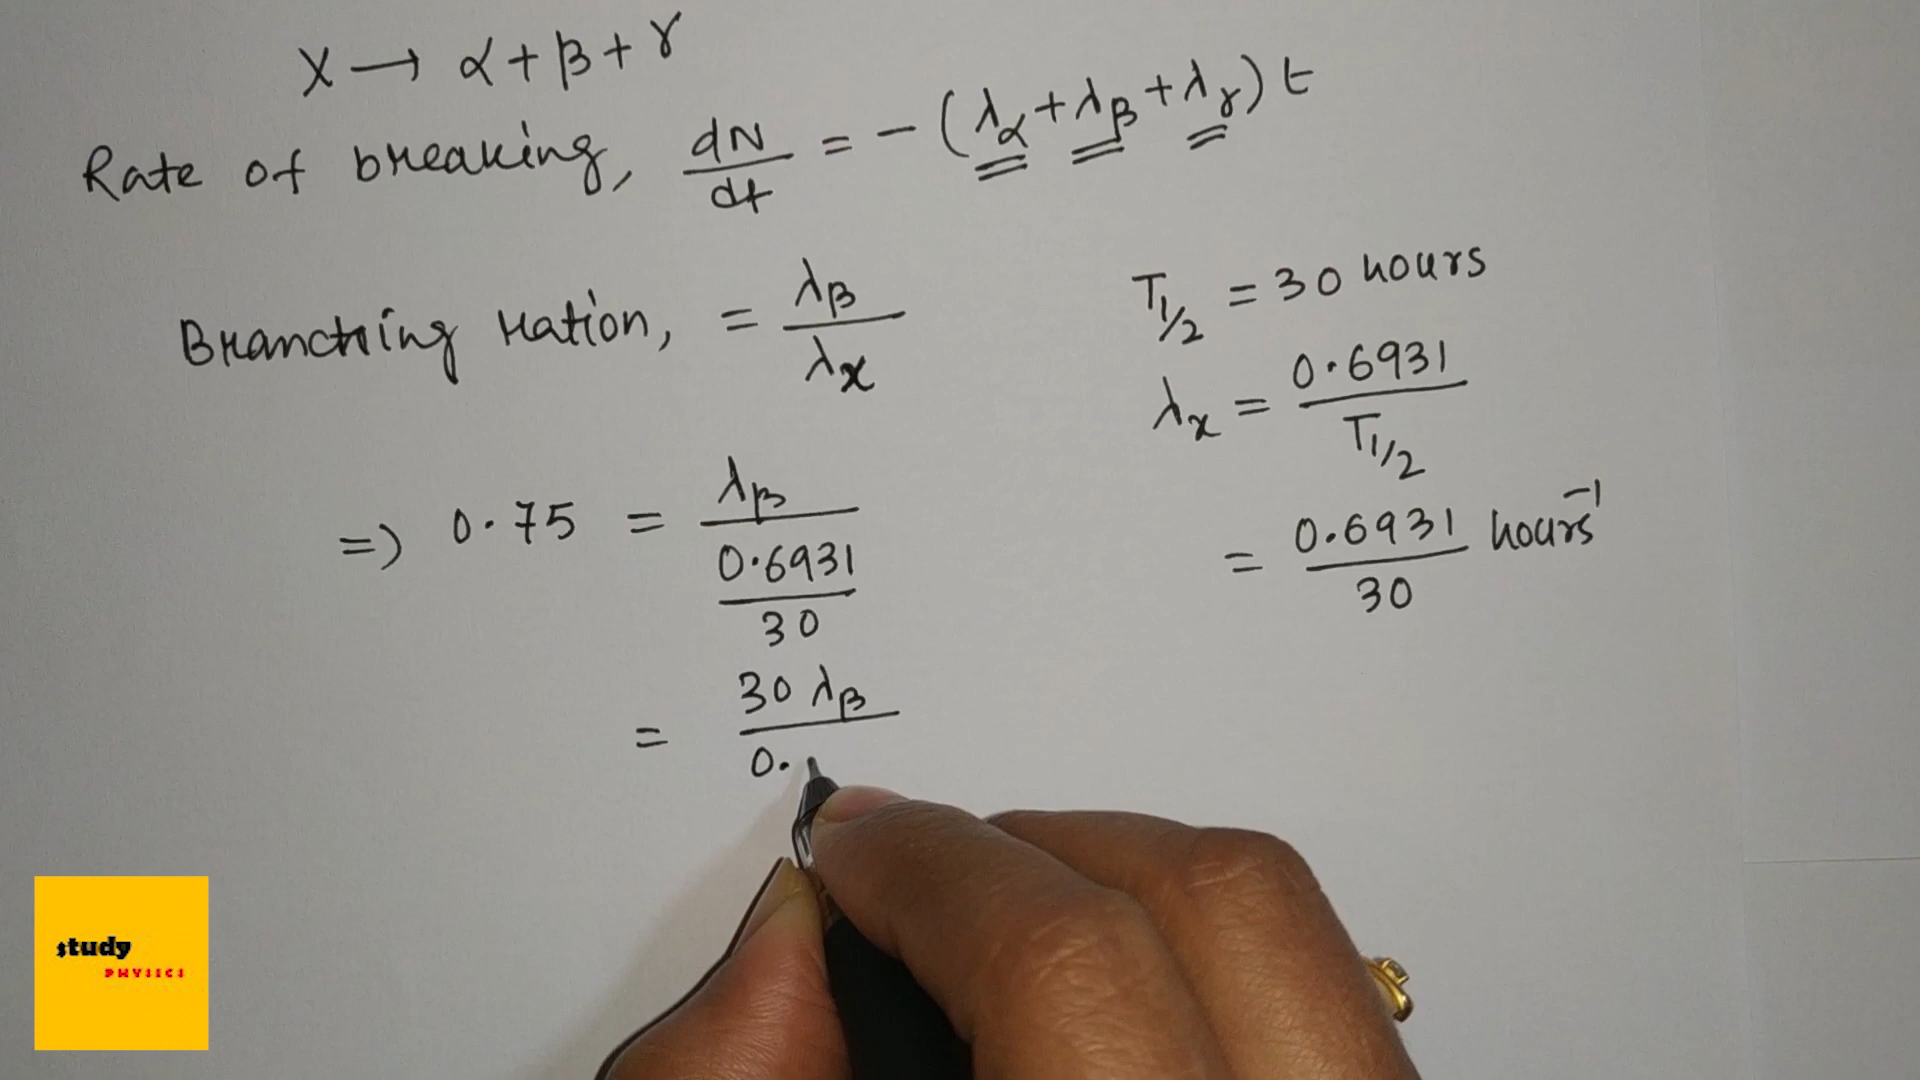 X → α + β + γ
Rate of breaking, dN/dt = - (λα + λβ + λγ) t
Branching ration, = λβ/λx
T1/2 = 30 hours
λx = 0.6931/T1/2
= 0.6931/30 hours⁻¹
=> 0.75 = λβ/(0.6931/30)
= 30 λβ/0.
study
PHYSICS